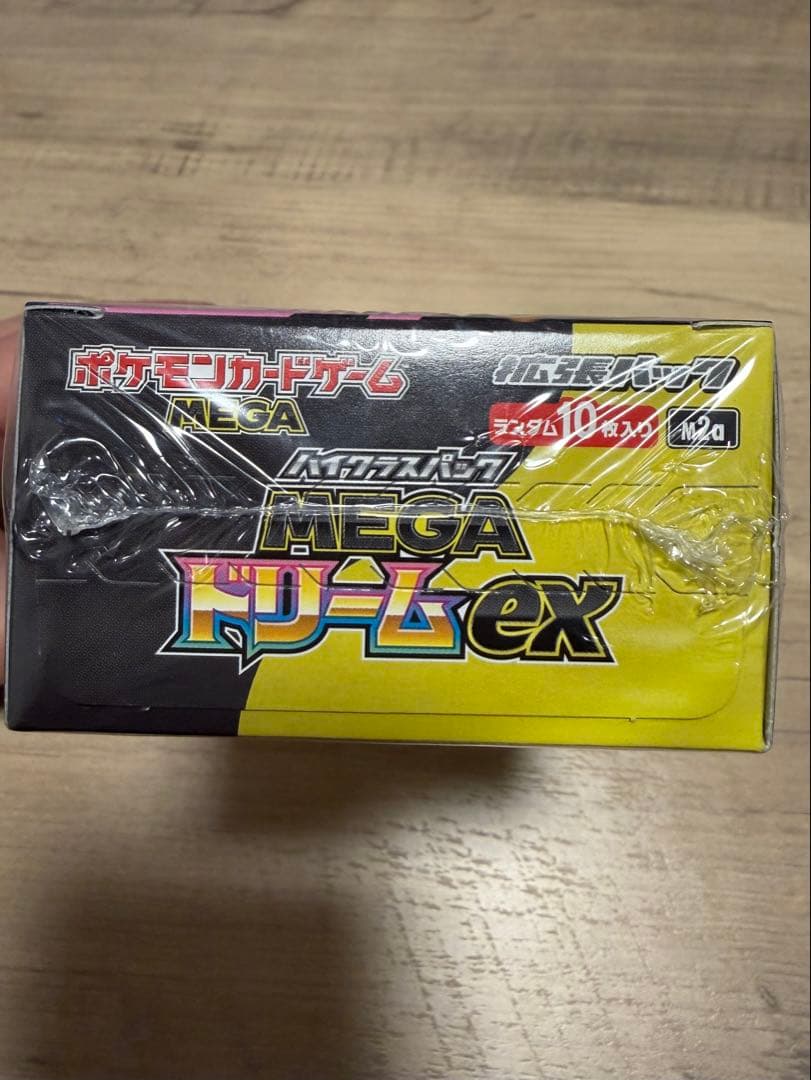 ポケモンカードゲーム
MEGA
拡張パック
ランダム10枚入り
M2a
ハイクラスパック
MEGA
ドリームex